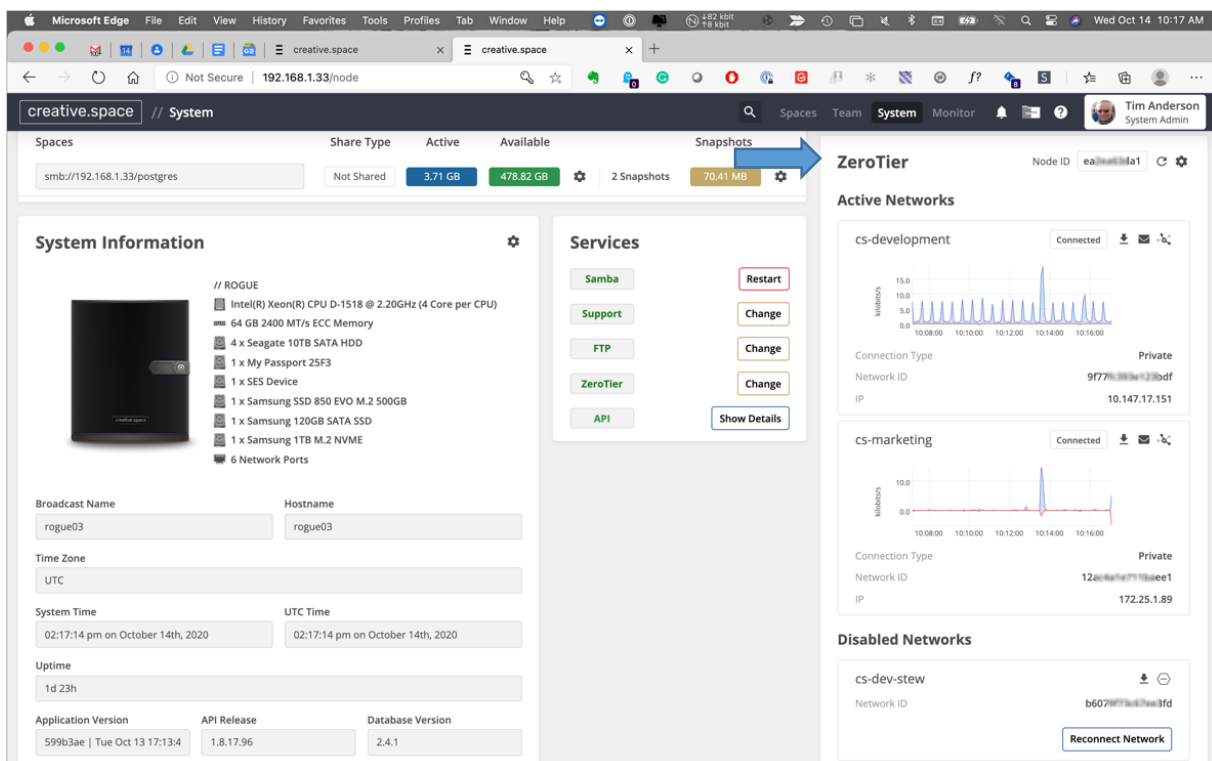 Microsoft Edge File Edit View History Favorites Tools Profiles Tab Window Help ↓82 kbit ↑8 kbit Wed Oct 14 10:17 AM
creative.space × creative.space × +
Not Secure | 192.168.1.33/node
creative.space // System Spaces Team System Monitor Tim Anderson
System Admin
Spaces Share Type Active Available Snapshots
smb://192.168.1.33/postgres Not Shared 3.71 GB 478.82 GB 2 Snapshots 70.41 MB
System Information
// ROGUE
Intel(R) Xeon(R) CPU D-1518 @ 2.20GHz (4 Core per CPU)
64 GB 2400 MT/s ECC Memory
4 x Seagate 10TB SATA HDD
1 x My Passport 25F3
1 x SES Device
1 x Samsung SSD 850 EVO M.2 500GB
1 x Samsung 120GB SATA SSD
1 x Samsung 1TB M.2 NVME
6 Network Ports
creative.space
Broadcast Name Hostname
rogue03 rogue03
Time Zone
UTC
System Time UTC Time
02:17:14 pm on October 14th, 2020 02:17:14 pm on October 14th, 2020
Uptime
1d 23h
Application Version API Release Database Version
599b3ae | Tue Oct 13 17:13:4 1.8.17.96 2.4.1
Services
Samba Restart
Support Change
FTP Change
ZeroTier Change
API Show Details
ZeroTier Node ID
Active Networks
cs-development Connected
kilobits/s
15.0
10.0
5.0
0.0
10:08:00 10:10:00 10:12:00 10:14:00 10:16:00
Connection Type Private
Network ID
IP 10.147.17.151
cs-marketing Connected
kilobits/s
10.0
0.0
10:08:00 10:10:00 10:12:00 10:14:00 10:16:00
Connection Type Private
Network ID
IP 172.25.1.89
Disabled Networks
cs-dev-stew
Network ID
Reconnect Network